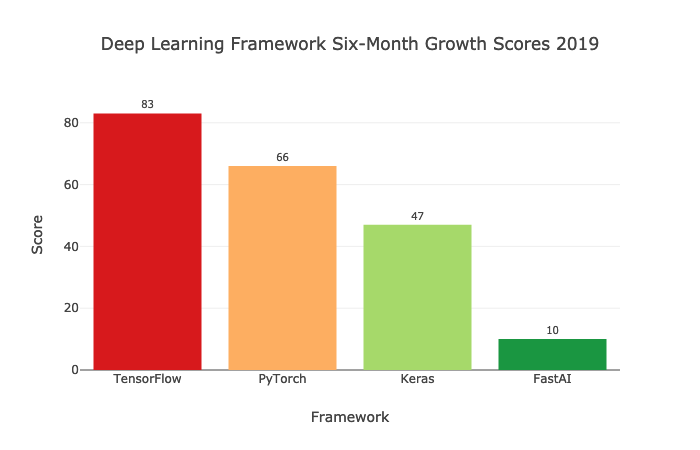 Deep Learning Framework Six-Month Growth Scores 2019
83
80
66
60
47
40
20
10
0
Score
TensorFlow PyTorch Keras FastAI
Framework